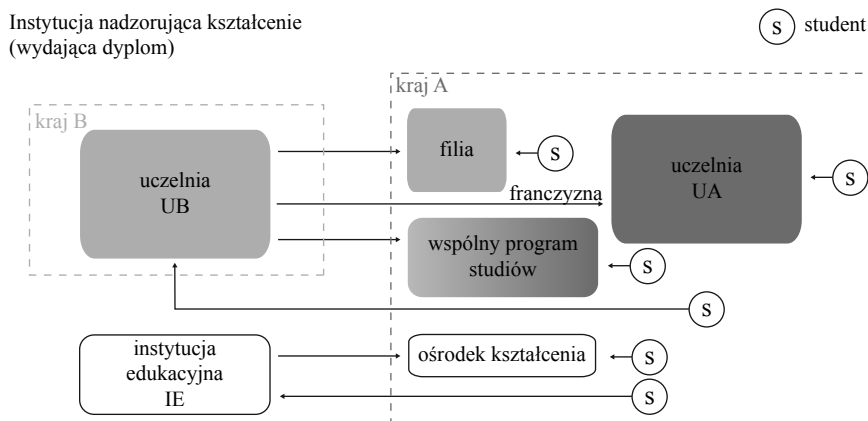 Instytucja nadzorująca kształcenie
(wydająca dyplom)
S student
kraj A
kraj B
uczelnia
UB
filia
S
uczelnia
UA
S
franczyzna
wspólny program
studiów
S
S
instytucja
edukacyjna
IE
ośrodek kształcenia
S
S